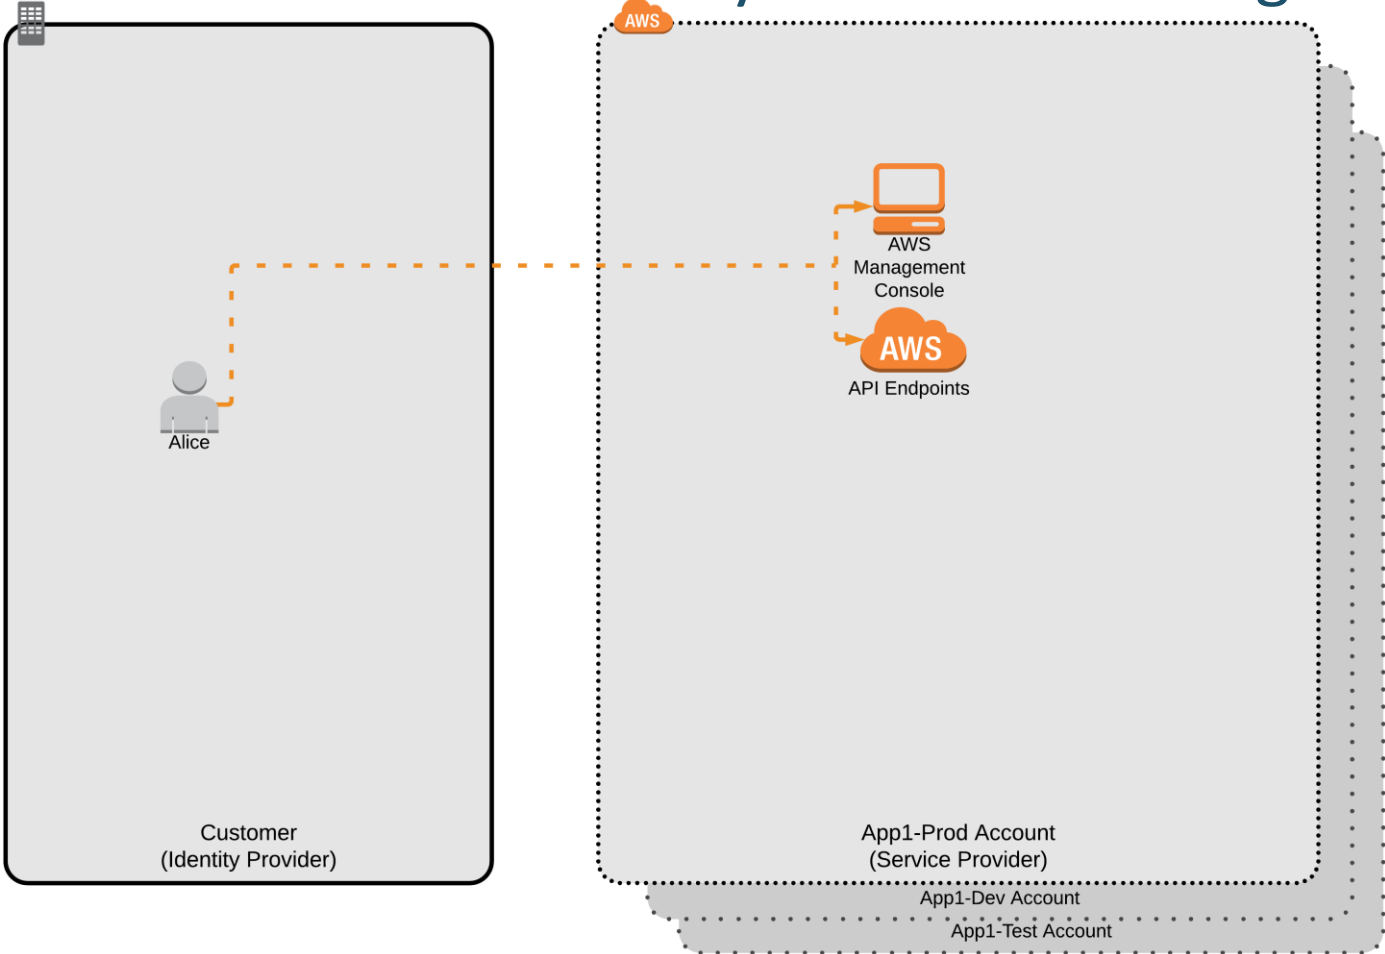 AWS
AWS
Management
Console
AWS
API Endpoints
Alice
Customer
(Identity Provider)
App1-Prod Account
(Service Provider)
App1-Dev Account
App1-Test Account